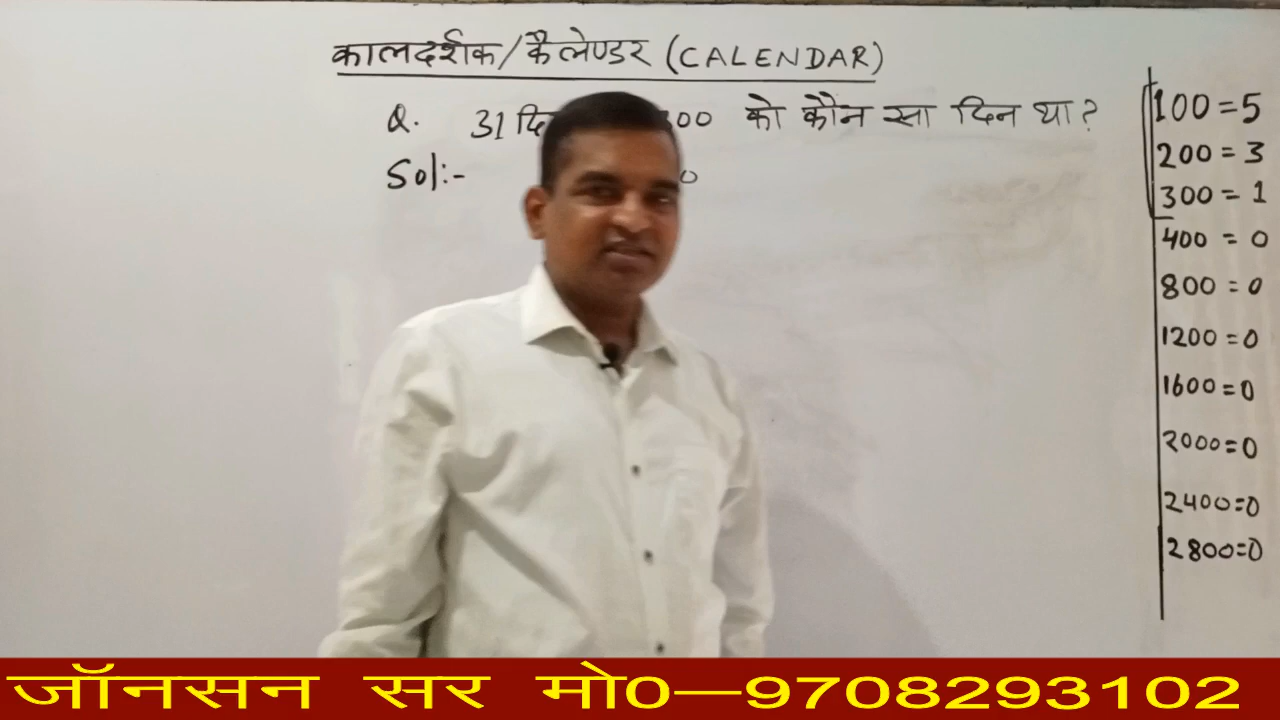 कालदर्शक/कैलेण्डर (CALENDAR)
Q. 31 दि 300 को कौन सा दिन था?
Sol:- 0
100=5
200=3
300=1
400=0
800=0
1200=0
1600=0
2000=0
2400=0
2800=0
जॉनसन सर मो0—9708293102